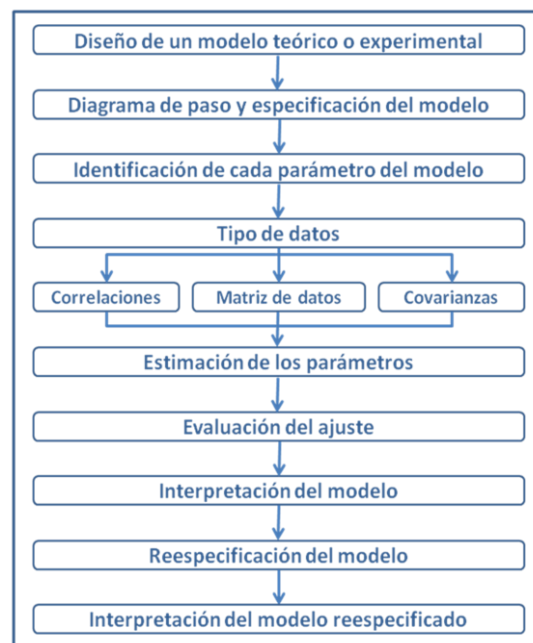 Diseño de un modelo teórico o experimental
Diagrama de paso y especificación del modelo
Identificación de cada parámetro del modelo
Tipo de datos
Correlaciones
Matriz de datos
Covarianzas
Estimación de los parámetros
Evaluación del ajuste
Interpretación del modelo
Reespecificación del modelo
Interpretación del modelo reespecificado